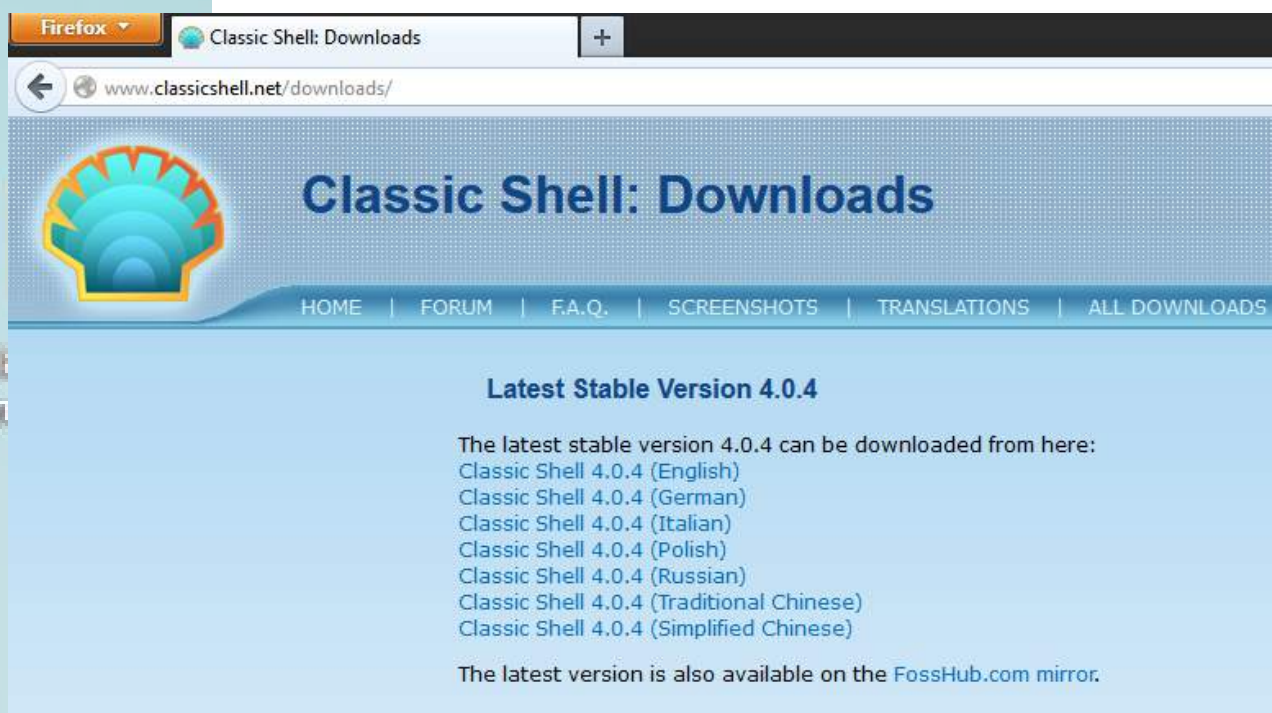 Firefox
Classic Shell: Downloads
+
www.classicshell.net/downloads/
Classic Shell: Downloads
HOME | FORUM | F.A.Q. | SCREENSHOTS | TRANSLATIONS | ALL DOWNLOADS
Latest Stable Version 4.0.4
The latest stable version 4.0.4 can be downloaded from here:
Classic Shell 4.0.4 (English)
Classic Shell 4.0.4 (German)
Classic Shell 4.0.4 (Italian)
Classic Shell 4.0.4 (Polish)
Classic Shell 4.0.4 (Russian)
Classic Shell 4.0.4 (Traditional Chinese)
Classic Shell 4.0.4 (Simplified Chinese)
The latest version is also available on the FossHub.com mirror.